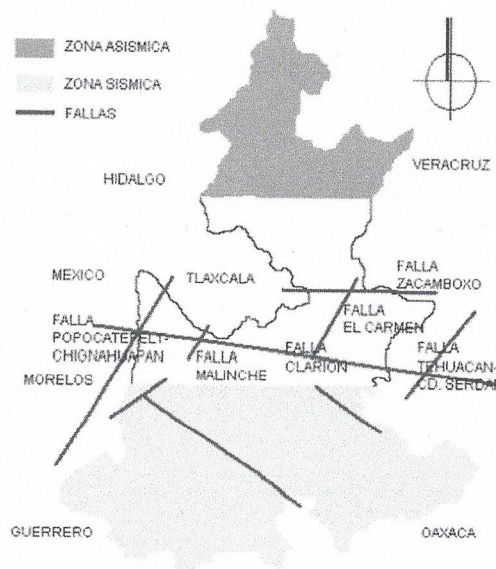 ZONA ASISMICA
ZONA SISMICA
FALLAS
HIDALGO
VERACRUZ
MEXICO
TLAXCALA
FALLA
ZACAMBOXO
FALLA
POPOCATEPELT-
CHIGNAHUAPAN
FALLA
EL CARMEN
FALLA
MALINCHE
FALLA
CLARION
FALLA
TEHUACAN-
CD. SERDAN
MORELOS
GUERRERO
OAXACA